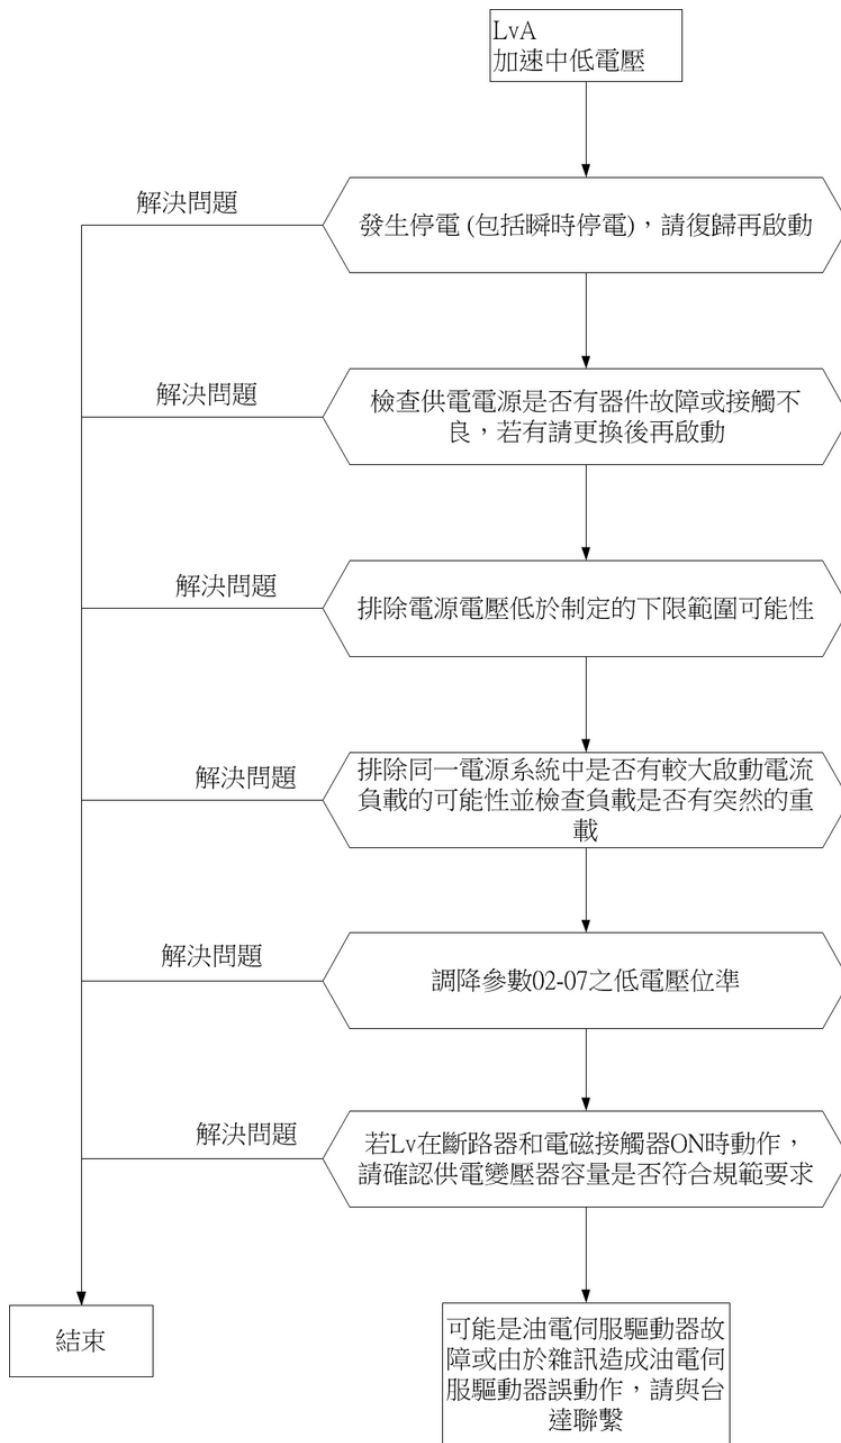 LvA
加速中低電壓
解決問題
發生停電 (包括瞬時停電)，請復歸再啟動
解決問題
檢查供電電源是否有器件故障或接觸不
良，若有請更換後再啟動
解決問題
排除電源電壓低於制定的下限範圍可能性
解決問題
排除同一電源系統中是否有較大啟動電流
負載的可能性並檢查負載是否有突然的重
載
解決問題
調降參數02-07之低電壓位準
解決問題
若Lv在斷路器和電磁接觸器ON時動作，
請確認供電變壓器容量是否符合規範要求
結束
可能是油電伺服驅動器故
障或由於雜訊造成油電伺
服驅動器誤動作，請與台
達聯繫